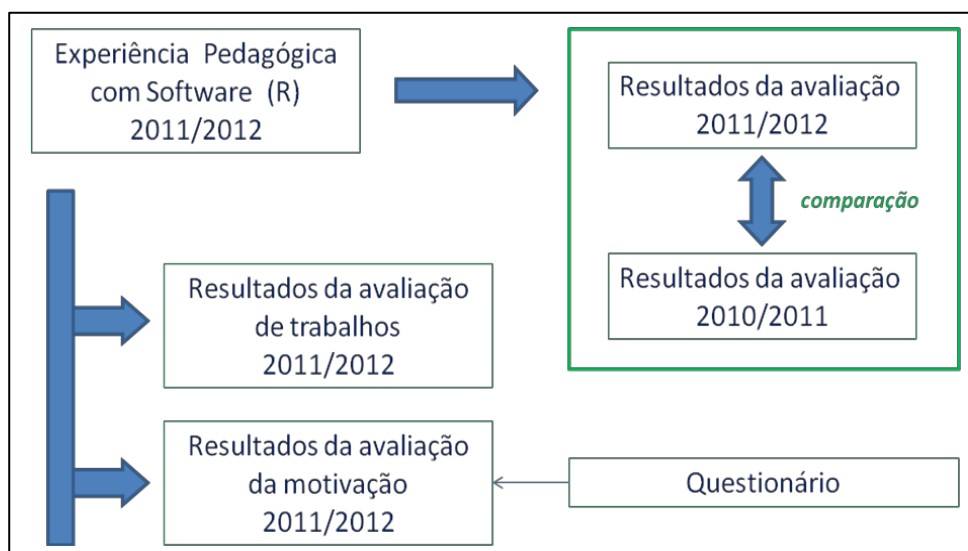 Experiência Pedagógica
com Software (R)
2011/2012
Resultados da avaliação
2011/2012
comparação
Resultados da avaliação
2010/2011
Resultados da avaliação
de trabalhos
2011/2012
Resultados da avaliação
da motivação
2011/2012
Questionário